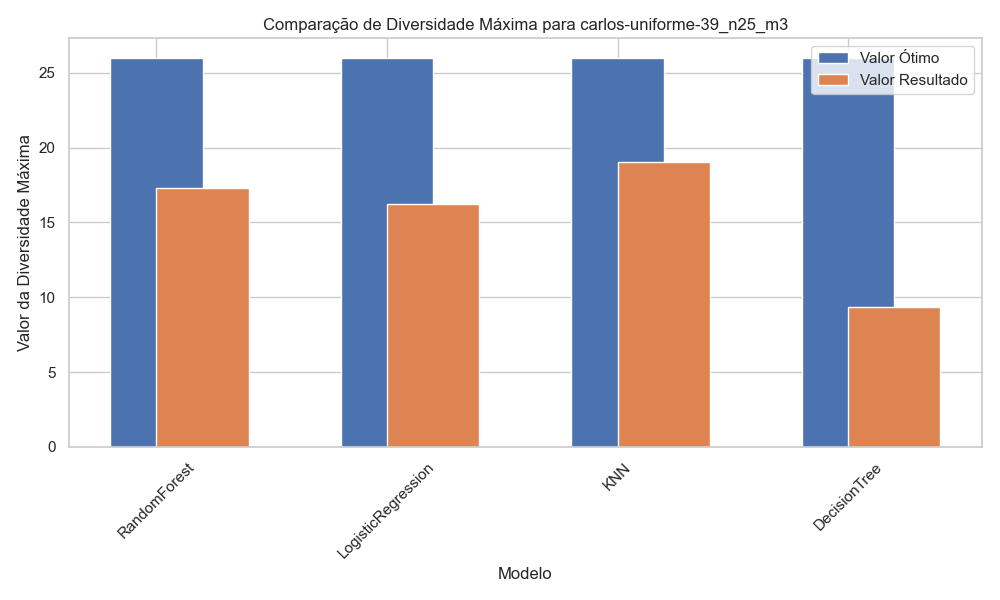 Comparação de Diversidade Máxima para carlos-uniforme-39_n25_m3
Valor Ótimo
Valor Resultado
Valor da Diversidade Máxima
25
20
15
10
5
0
RandomForest
LogisticRegression
KNN
DecisionTree
Modelo